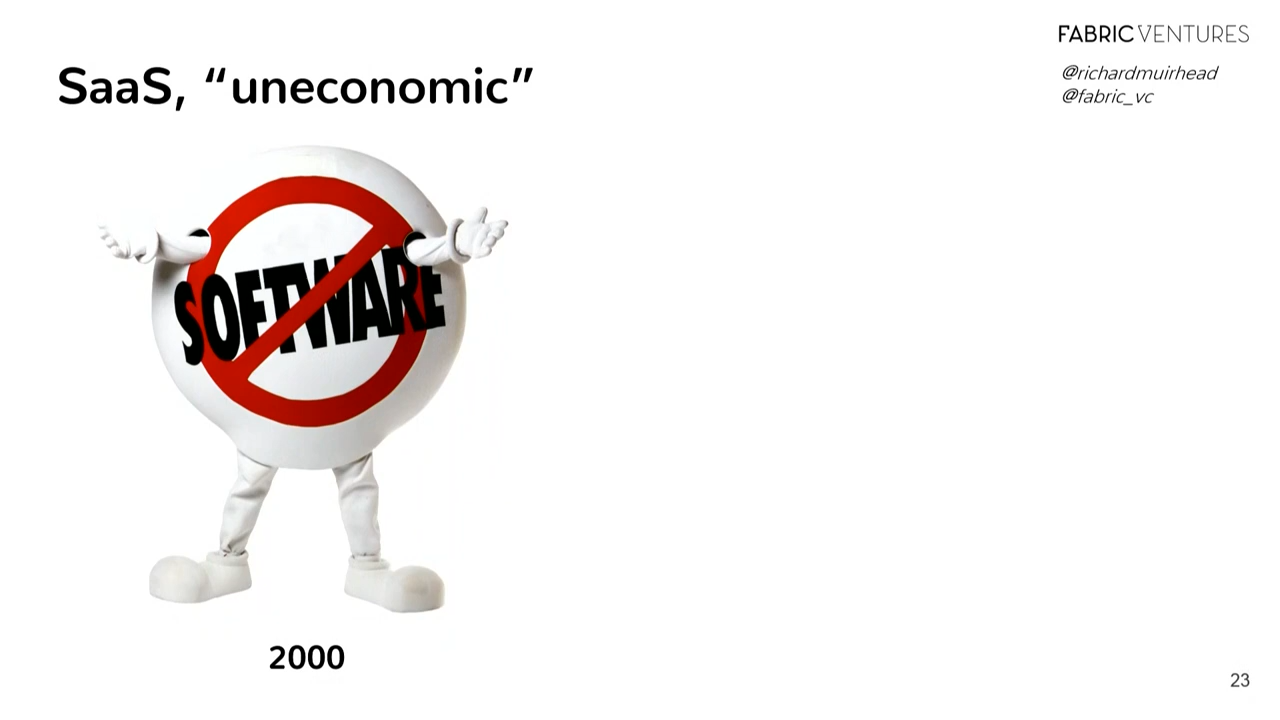 FABRIC VENTURES
@richardmuirhead
@fabric_vc
SaaS, “uneconomic”
SOFTWARE
2000
23